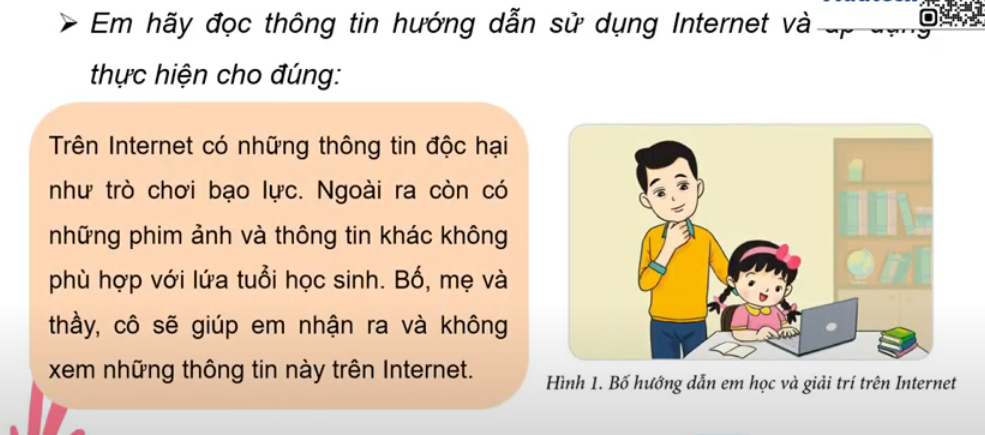 ➢ Em hãy đọc thông tin hướng dẫn sử dụng Internet và
thực hiện cho đúng:
Trên Internet có những thông tin độc hại
như trò chơi bạo lực. Ngoài ra còn có
những phim ảnh và thông tin khác không
phù hợp với lứa tuổi học sinh. Bố, mẹ và
thầy, cô sẽ giúp em nhận ra và không
xem những thông tin này trên Internet.
Hình 1. Bố hướng dẫn em học và giải trí trên Internet